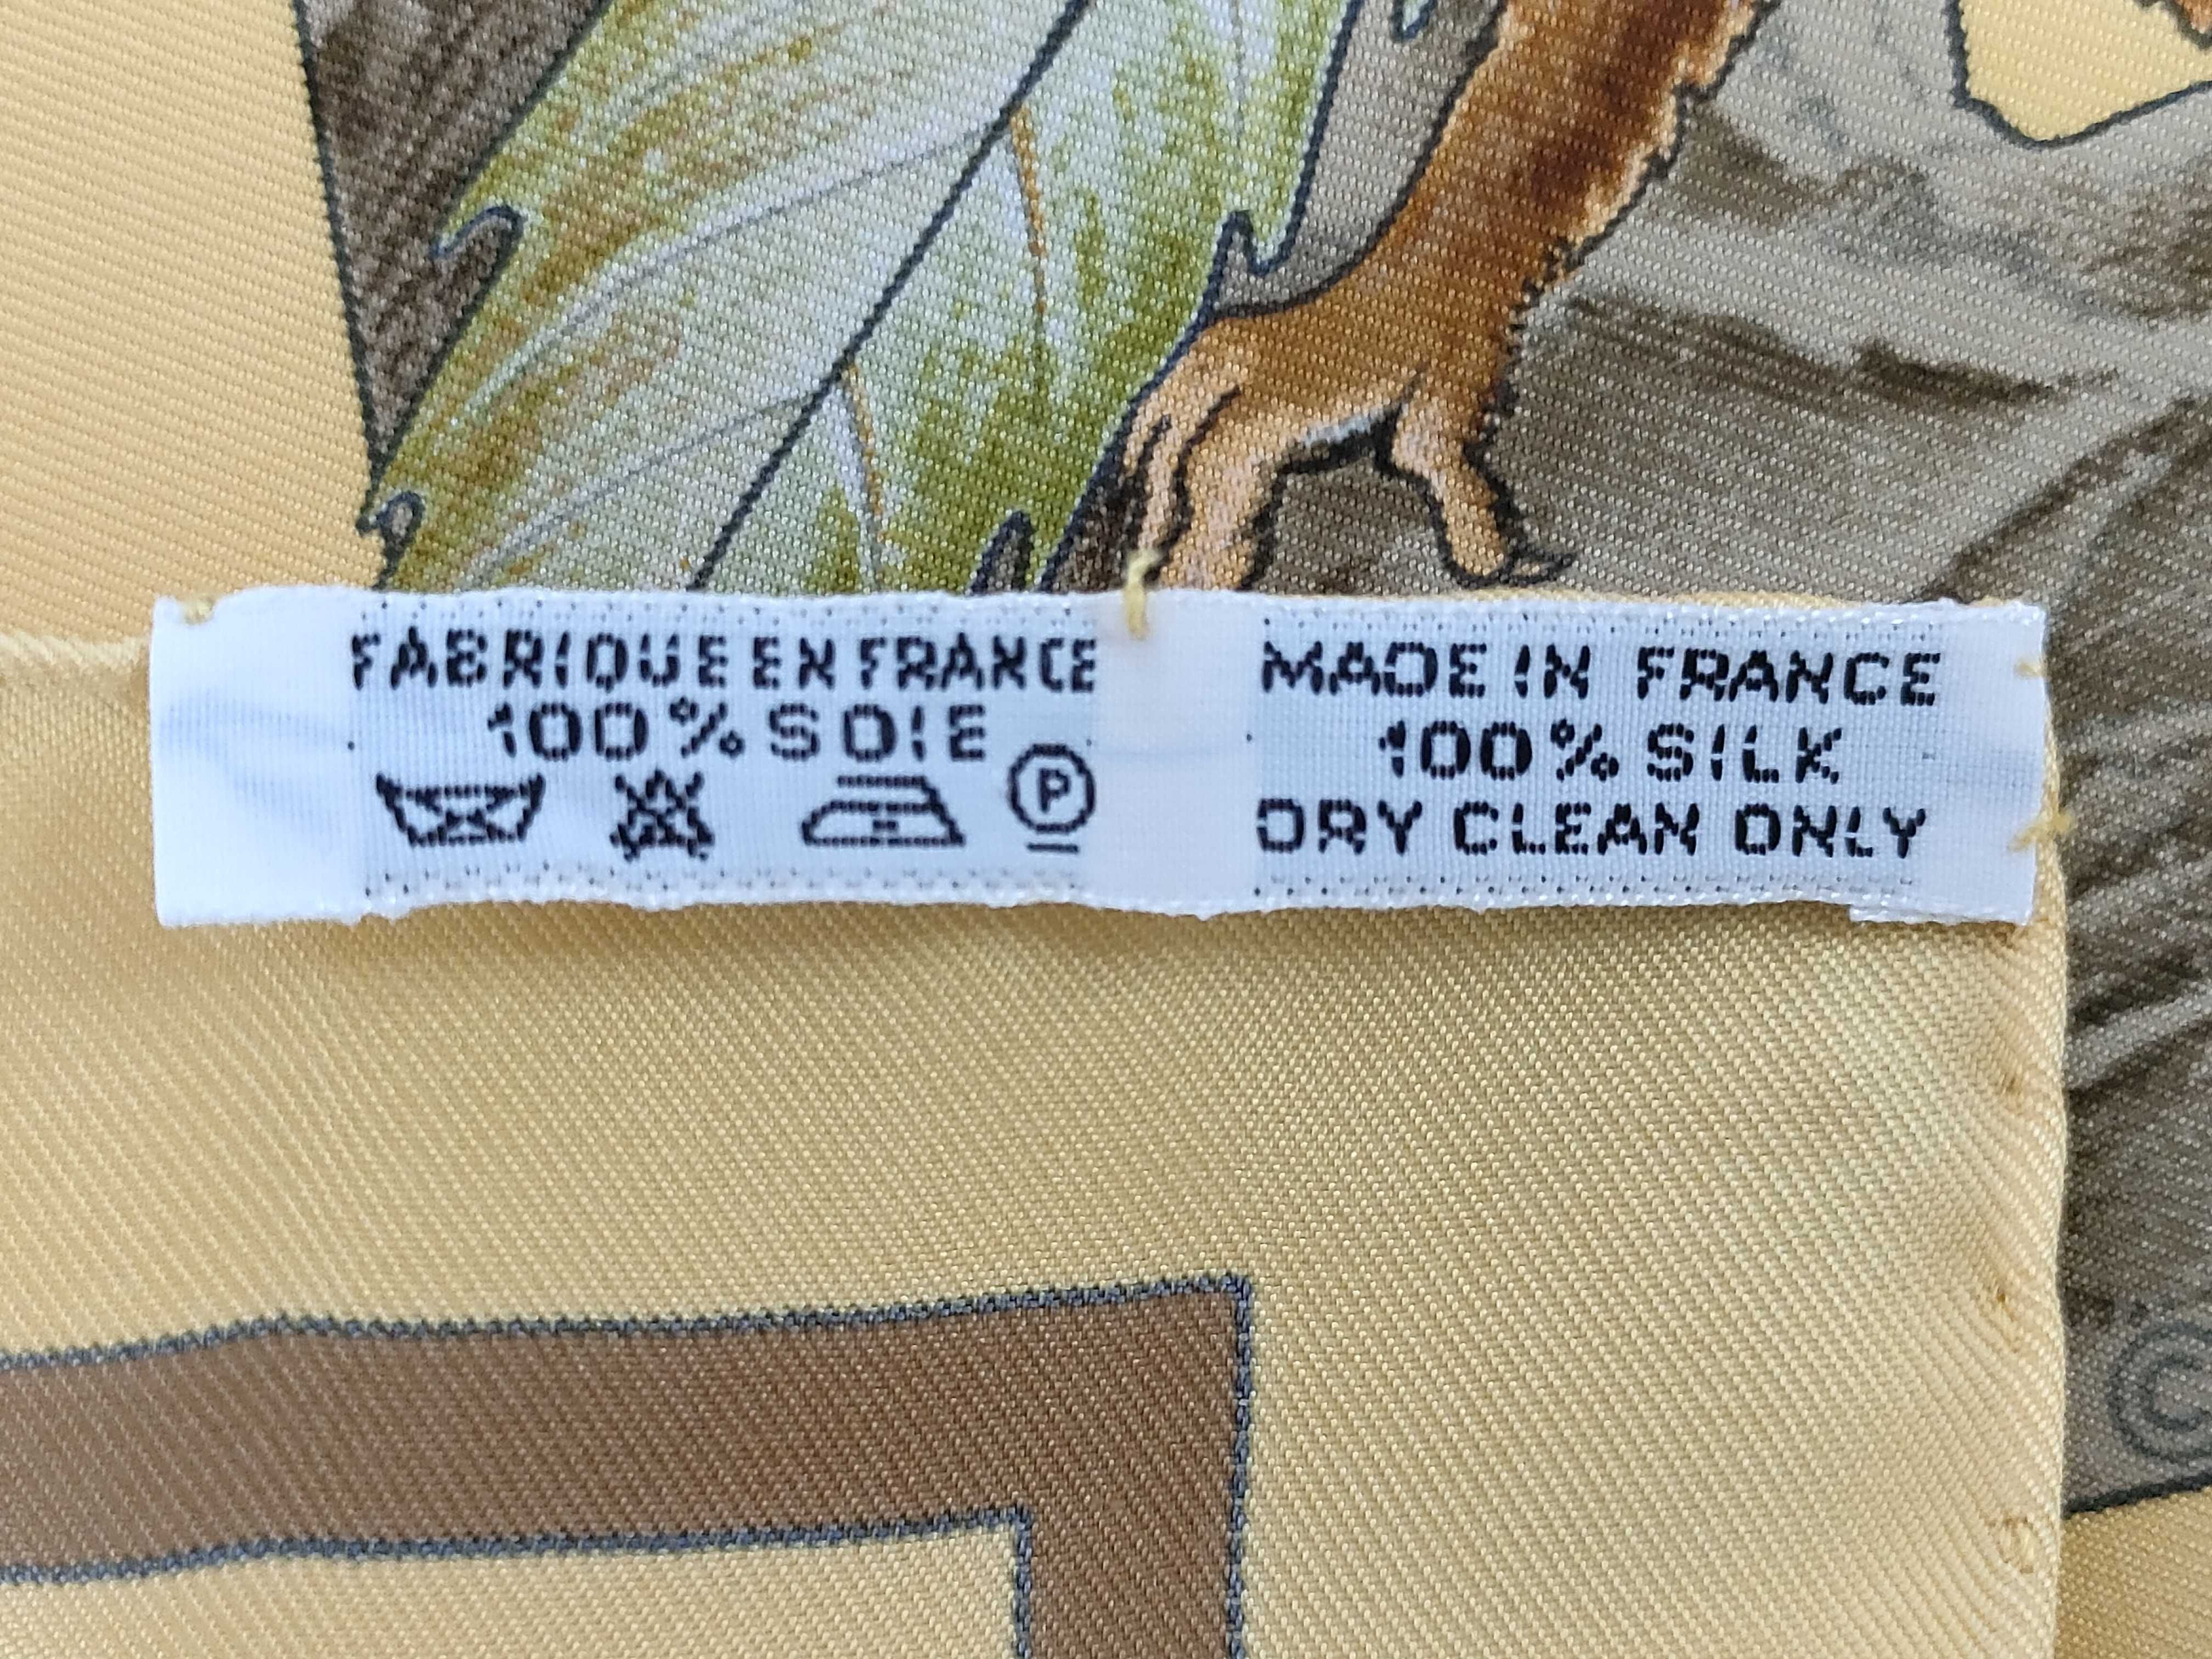 FABRIQUE EN FRANCE
100% SOIE
P
MADE IN FRANCE
100% SILK
DRY CLEAN ONLY